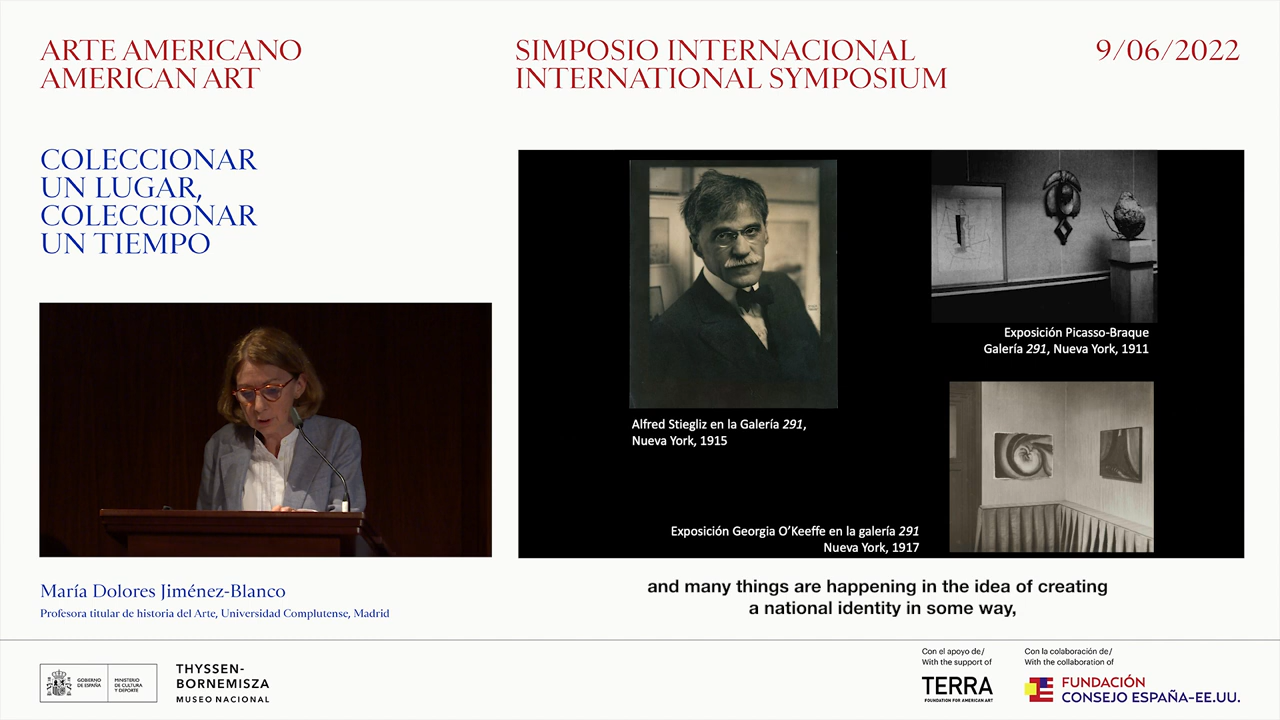 ARTE AMERICANO
AMERICAN ART
SIMPOSIO INTERNACIONAL
INTERNATIONAL SYMPOSIUM
9/06/2022
COLECCIONAR
UN LUGAR,
COLECCIONAR
UN TIEMPO
Alfred Stiegliz en la Galería 291,
Nueva York, 1915
Exposición Picasso-Braque
Galería 291, Nueva York, 1911
Exposición Georgia O'Keeffe en la galería 291
Nueva York, 1917
María Dolores Jiménez-Blanco
Profesora titular de historia del Arte, Universidad Complutense, Madrid
and many things are happening in the idea of creating
a national identity in some way,
GOBIERNO
DE ESPAÑA
MINISTERIO
DE CULTURA
Y DEPORTE
THYSSEN-
BORNEMISZA
MUSEO NACIONAL
Con el apoyo de/
With the support of
TERRA
FOUNDATION FOR AMERICAN ART
Con la colaboración de/
With the collaboration of
FUNDACIÓN
CONSEJO ESPAÑA-EE.UU.